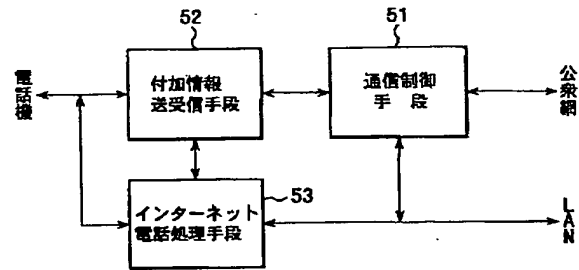 52
51
電話機
付加情報
送受信手段
通信制御
手 段
公衆網
53
インターネット
電話処理手段
LAN